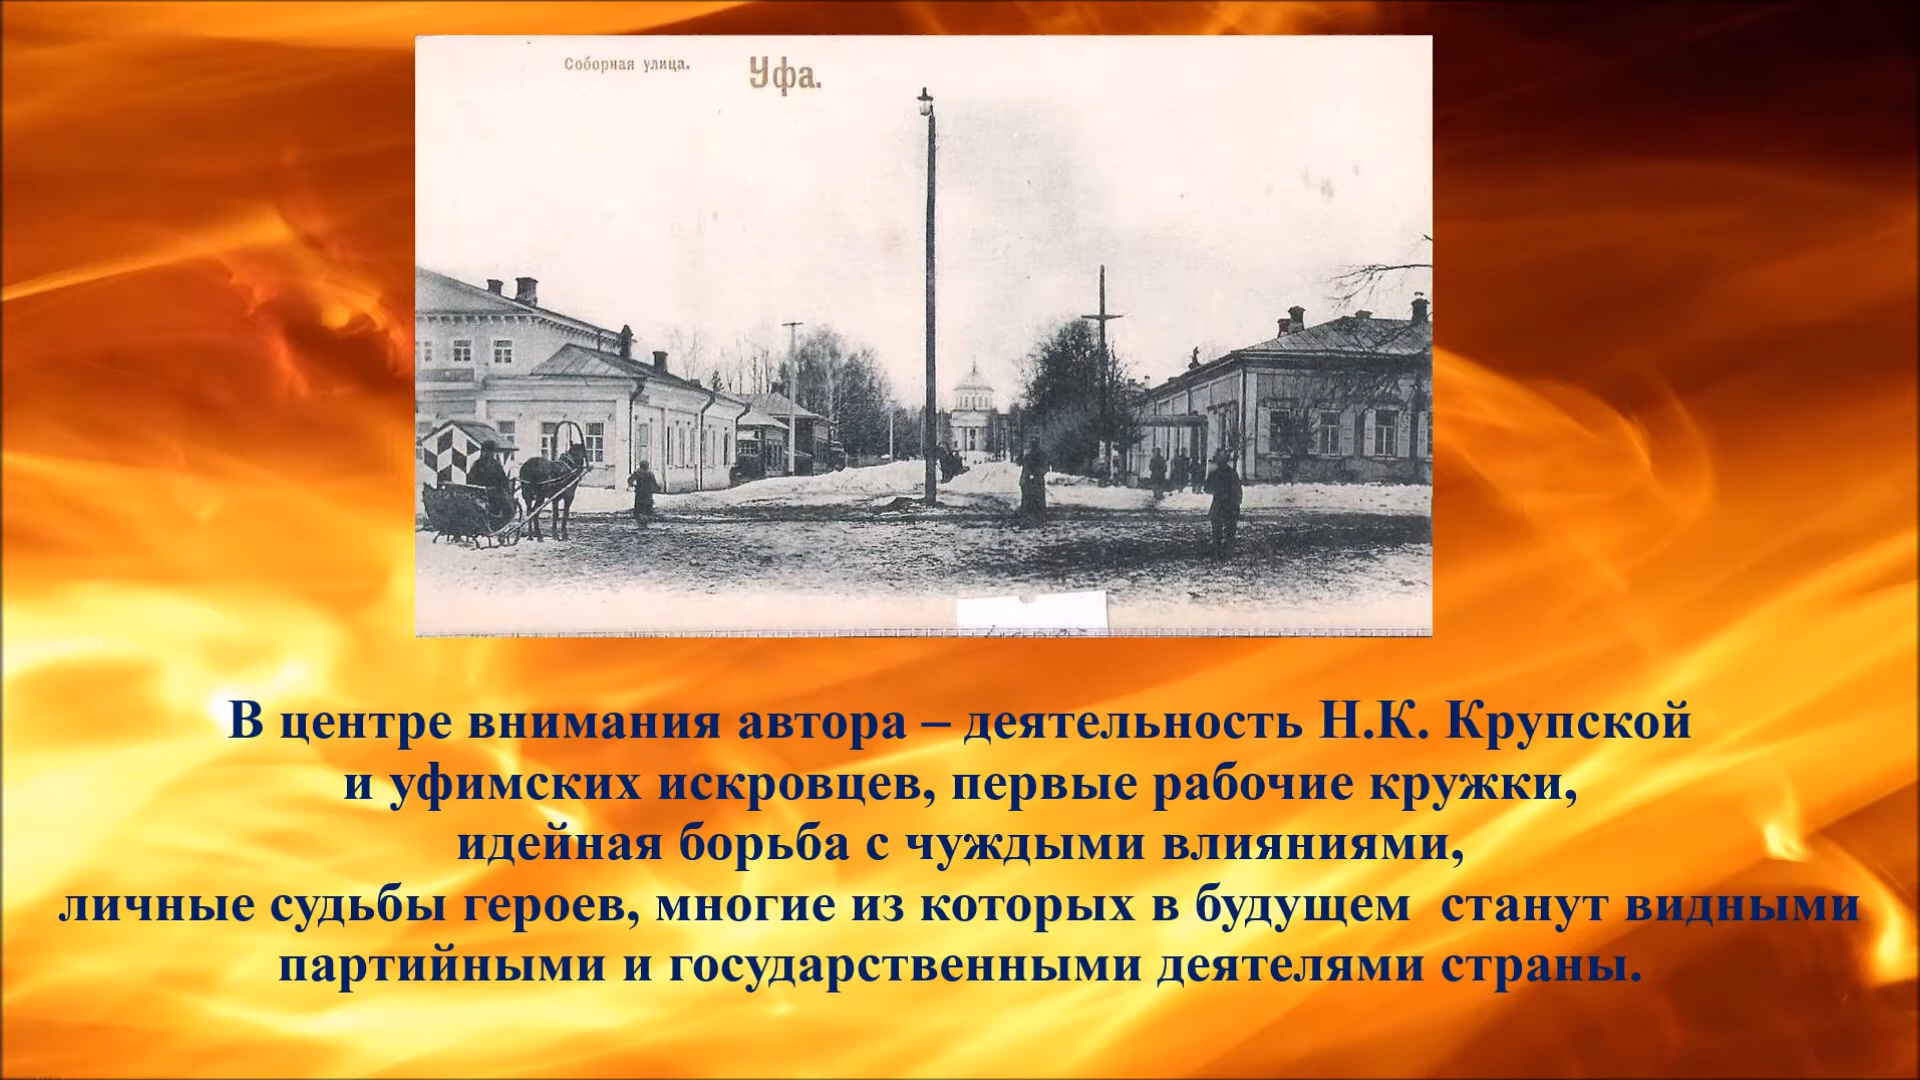 Соборная улица.
Уфа.
В центре внимания автора – деятельность Н.К. Крупской
и уфимских искровцев, первые рабочие кружки,
идейная борьба с чуждыми влияниями,
личные судьбы героев, многие из которых в будущем станут видными
партийными и государственными деятелями страны.